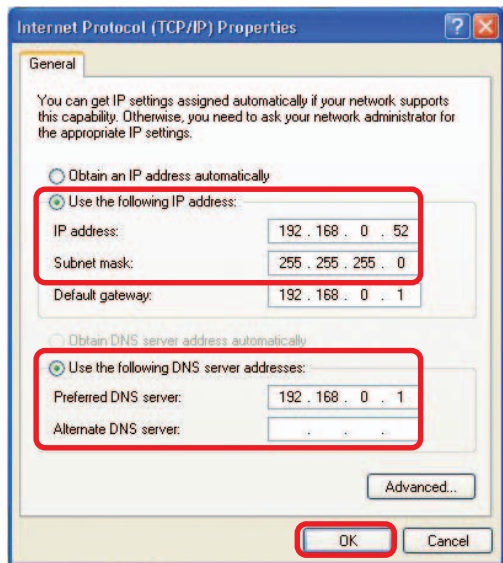 Internet Protocol (TCP/IP) Properties
General
You can get IP settings assigned automatically if your network supports
this capability. Otherwise, you need to ask your network administrator for
the appropriate IP settings.
Obtain an IP address automatically
Use the following IP address:
IP address: 192 . 168 . 0 . 52
Subnet mask: 255 . 255 . 255 . 0
Default gateway: 192 . 168 . 0 . 1
Obtain DNS server address automatically
Use the following DNS server addresses:
Preferred DNS server: 192 . 168 . 0 . 1
Alternate DNS server: . . .
Advanced...
OK Cancel